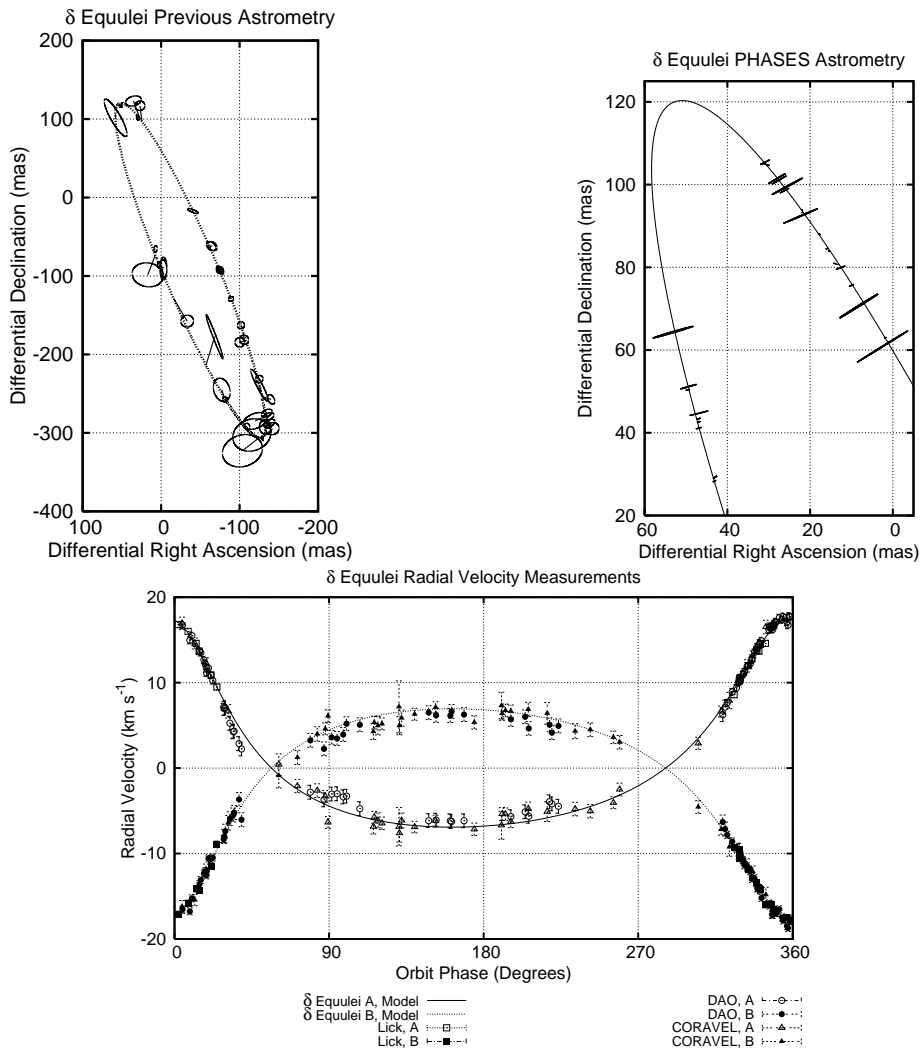 δ Equulei Previous Astrometry
200
100
0
-100
-200
-300
-400
Differential Declination (mas)
100
0
-100
-200
Differential Right Ascension (mas)
δ Equulei PHASES Astrometry
120
100
80
60
40
20
Differential Declination (mas)
60
40
20
0
Differential Right Ascension (mas)
δ Equulei Radial Velocity Measurements
20
10
0
-10
-20
Radial Velocity (km s-1)
0
90
180
270
360
Orbit Phase (Degrees)
δ Equulei A, Model
δ Equulei B, Model
Lick, A
Lick, B
DAO, A
DAO, B
CORAVEL, A
CORAVEL, B